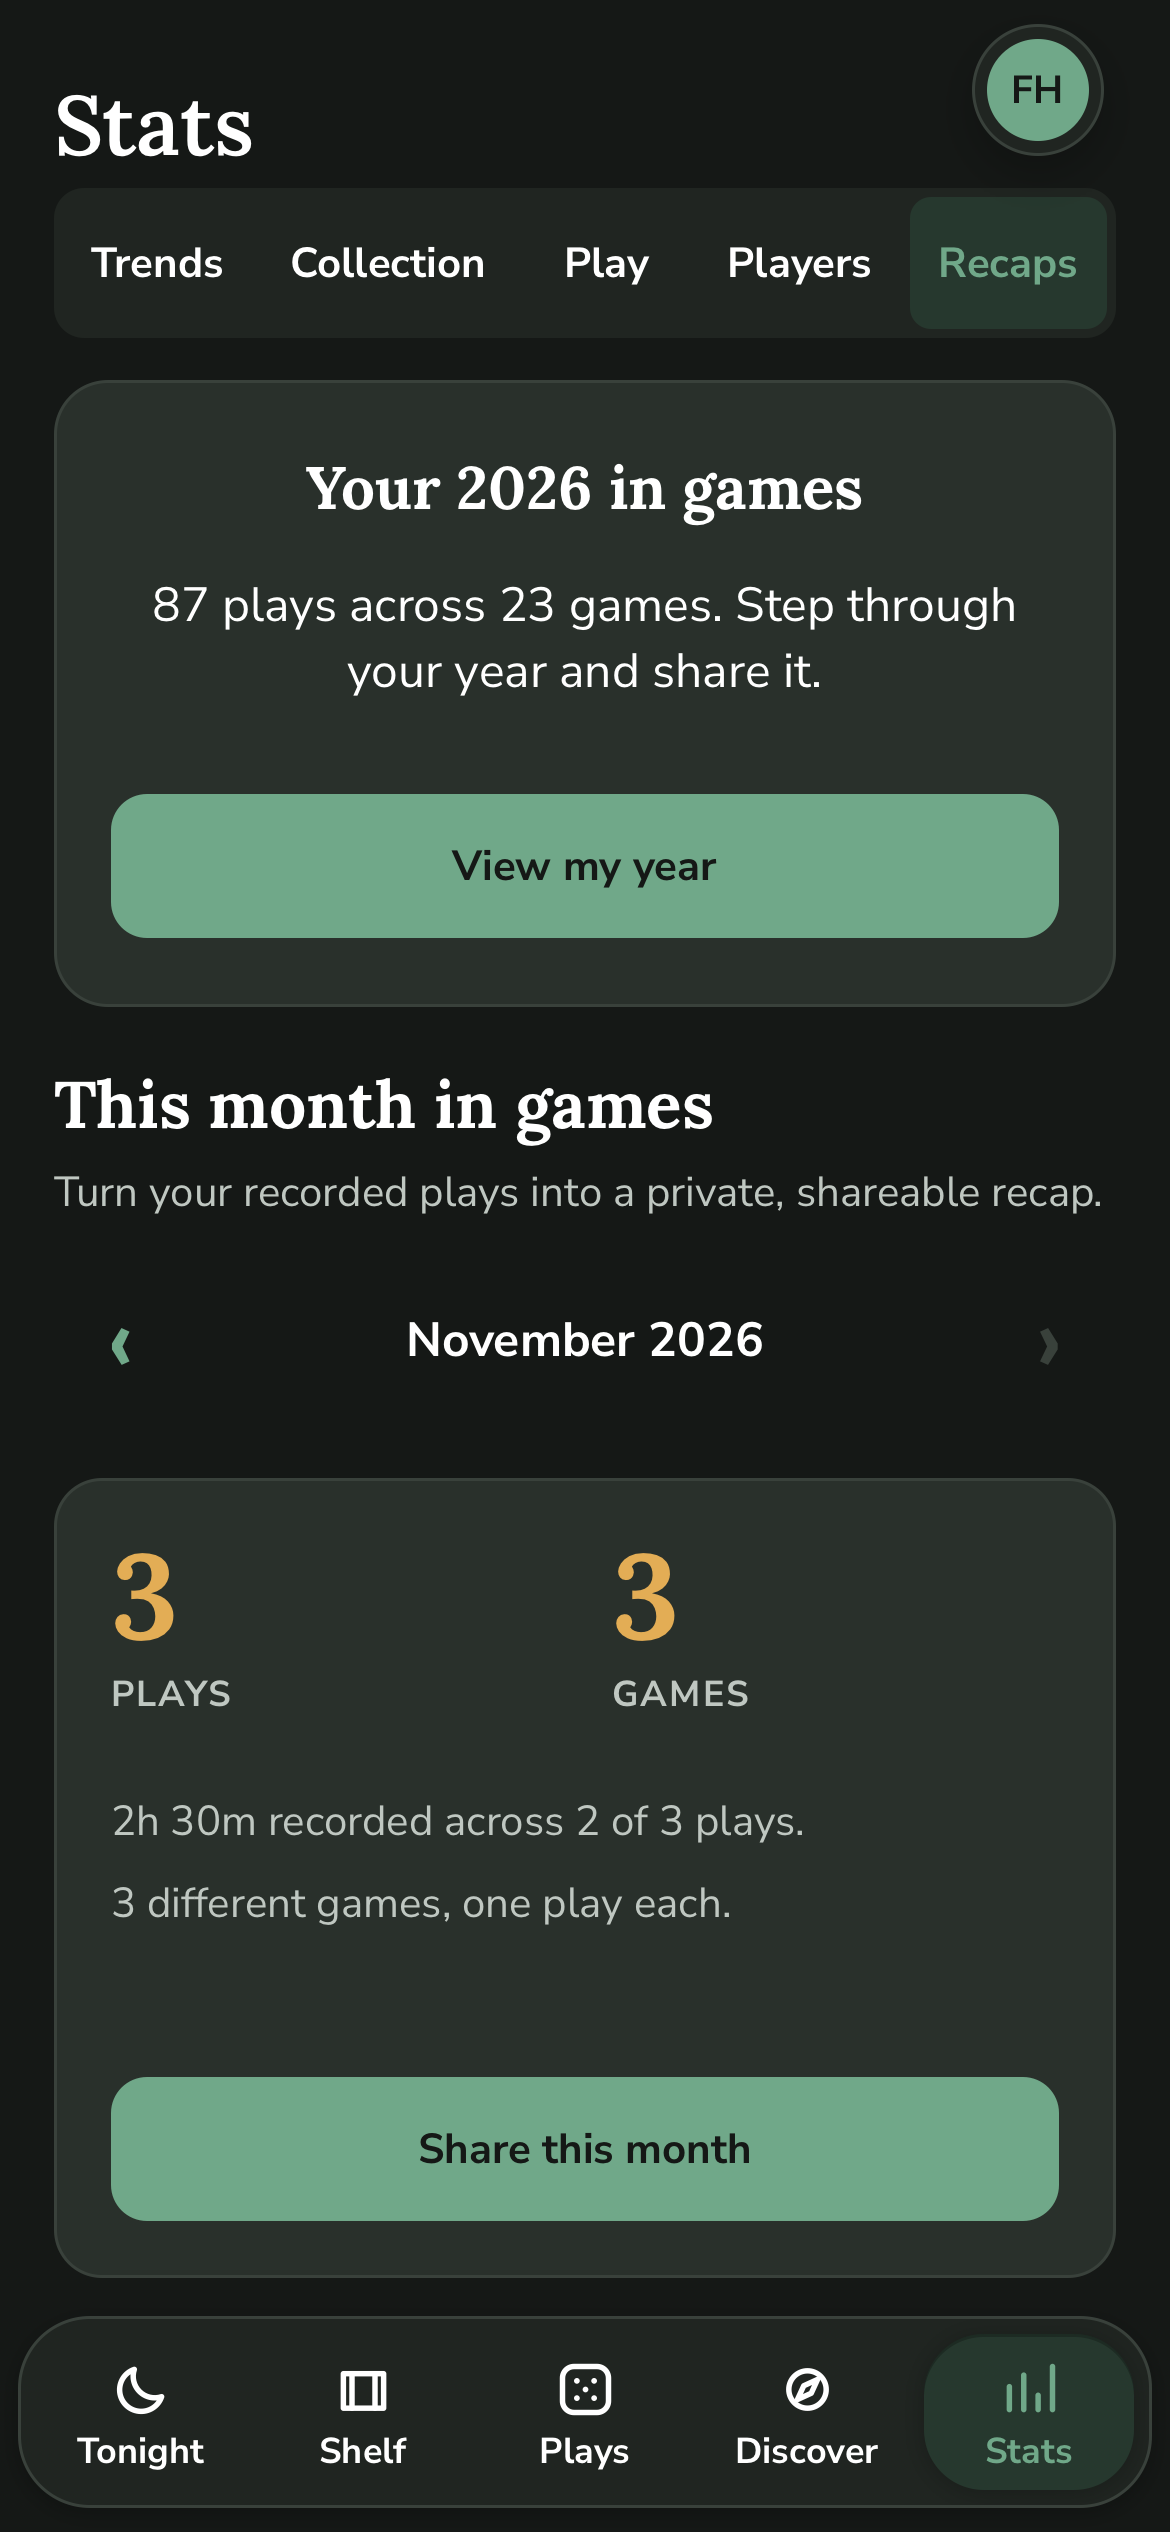 FH
Stats
Trends Collection Play Players Recaps
Your 2026 in games
87 plays across 23 games. Step through
your year and share it.
View my year
This month in games
Turn your recorded plays into a private, shareable recap.
‹ November 2026 ›
3 3
PLAYS GAMES
2h 30m recorded across 2 of 3 plays.
3 different games, one play each.
Share this month
Tonight Shelf Plays Discover Stats